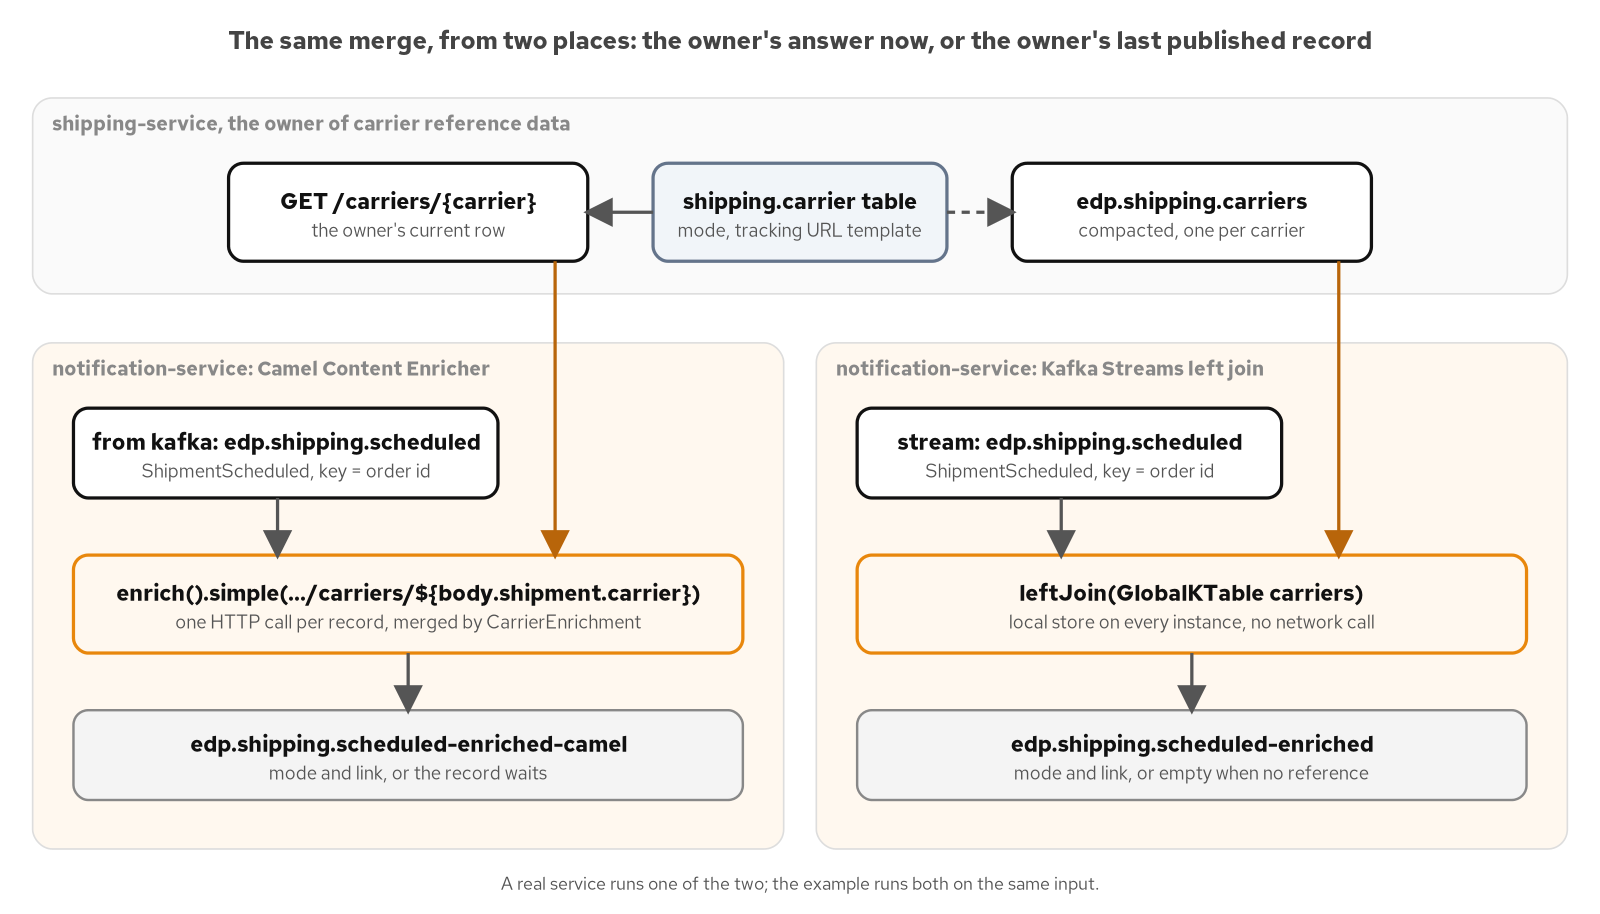 The same merge, from two places: the owner's answer now, or the owner's last published record
shipping-service, the owner of carrier reference data
GET /carriers/{carrier}
the owner's current row
shipping.carrier table
mode, tracking URL template
edp.shipping.carriers
compacted, one per carrier
notification-service: Camel Content Enricher
from kafka: edp.shipping.scheduled
ShipmentScheduled, key = order id
enrich().simple(.../carriers/${body.shipment.carrier})
one HTTP call per record, merged by CarrierEnrichment
edp.shipping.scheduled-enriched-camel
mode and link, or the record waits
notification-service: Kafka Streams left join
stream: edp.shipping.scheduled
ShipmentScheduled, key = order id
leftJoin(GlobalKTable carriers)
local store on every instance, no network call
edp.shipping.scheduled-enriched
mode and link, or empty when no reference
A real service runs one of the two; the example runs both on the same input.